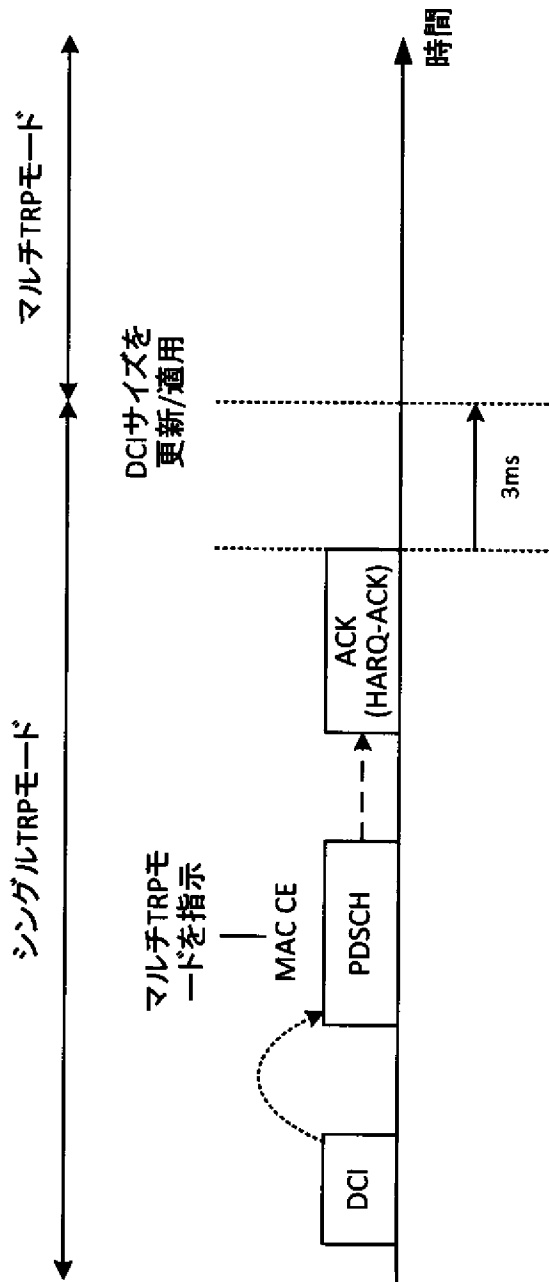 シングルTRPモード
マルチTRPモード
マルチTRPモ
ードを指示
MAC CE
DCIサイズを
更新/適用
DCI
PDSCH
ACK
(HARQ-ACK)
3ms
時間